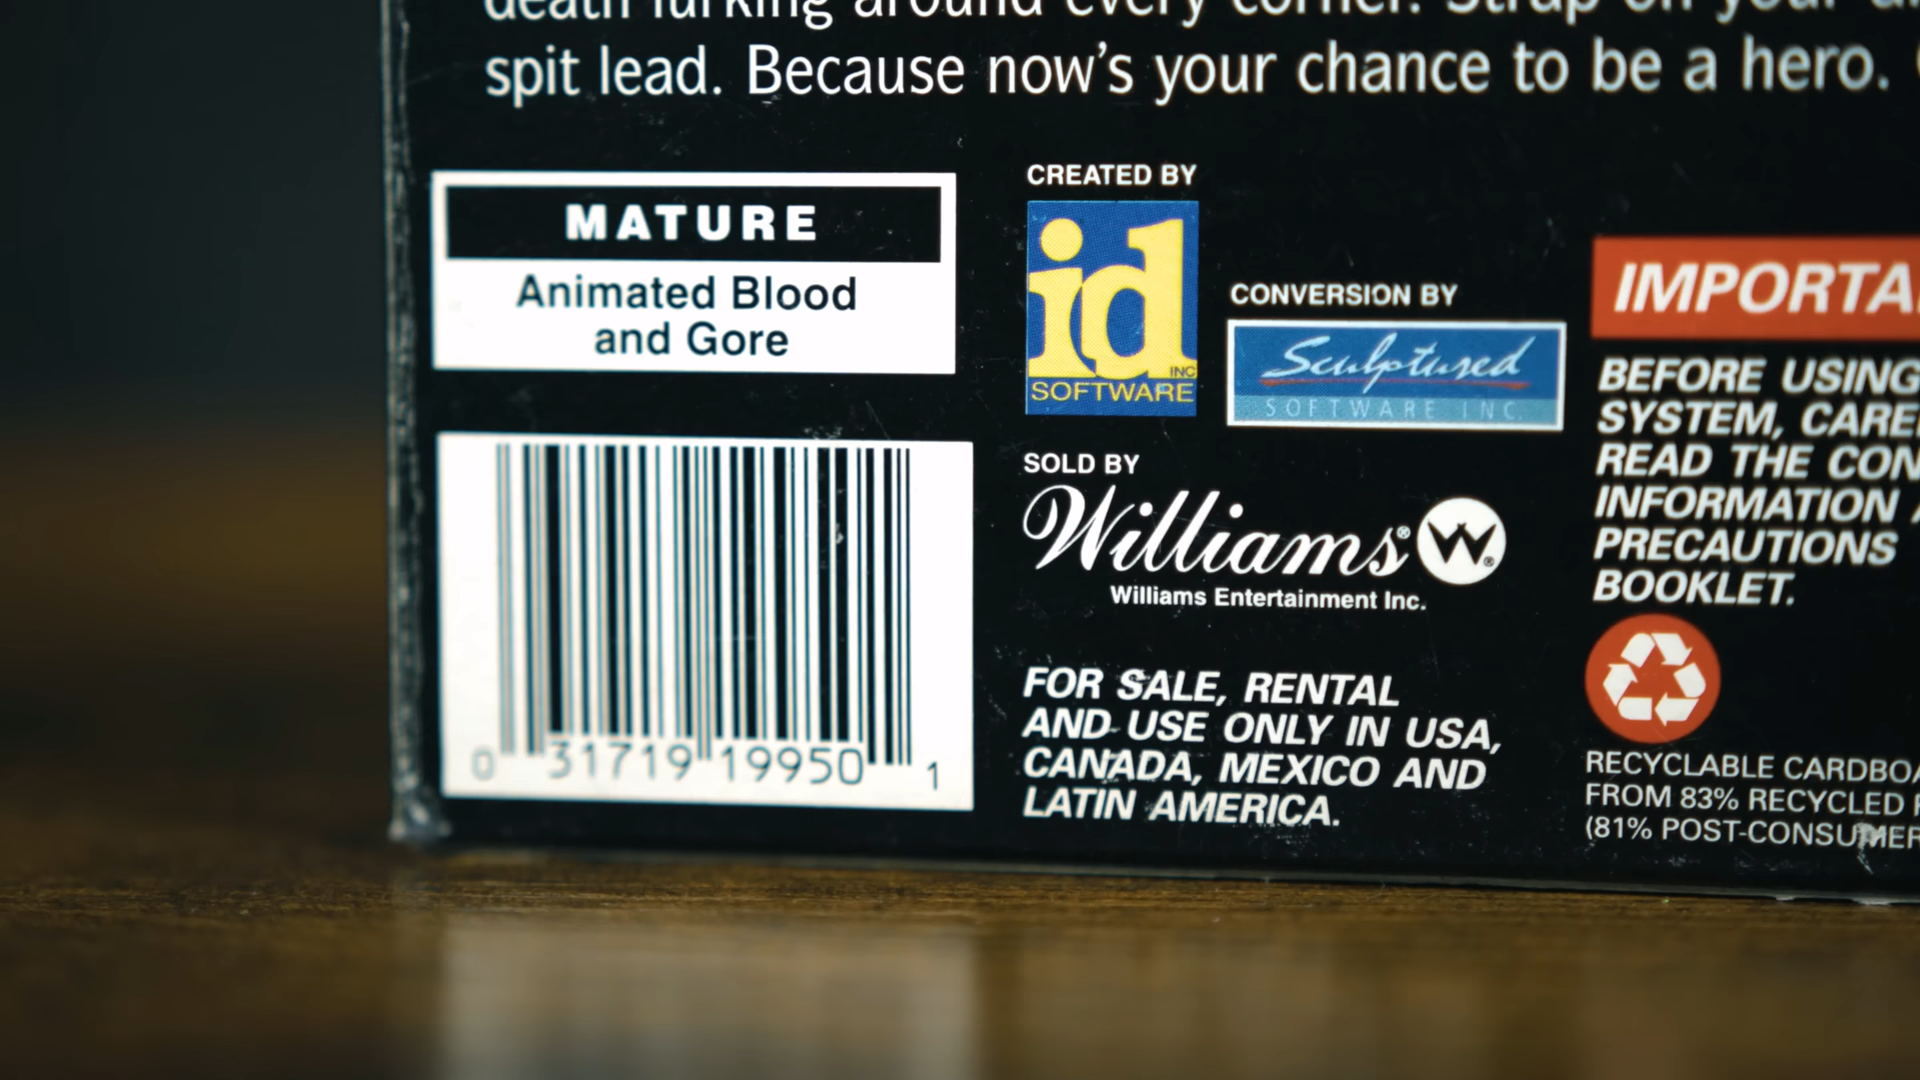 death lurking around every corner. Strap on your
spit lead. Because now's your chance to be a hero.
MATURE
Animated Blood
and Gore
0 31719 19950 1
CREATED BY
id
INC
SOFTWARE
CONVERSION BY
Sculptured
SOFTWARE INC.
SOLD BY
Williams® W®
Williams Entertainment Inc.
FOR SALE, RENTAL
AND USE ONLY IN USA,
CANADA, MEXICO AND
LATIN AMERICA.
IMPORTA
BEFORE USING
SYSTEM, CARE
READ THE CON
INFORMATION
PRECAUTIONS
BOOKLET.
RECYCLABLE CARDBOA
FROM 83% RECYCLED
(81% POST-CONSUMER